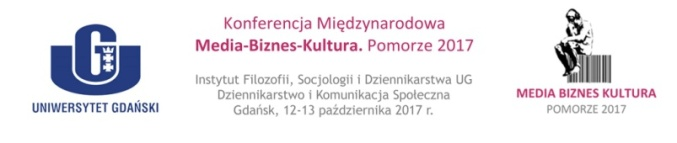 UNIWERSYTET GDAŃSKI
Konferencja Międzynarodowa
Media-Biznes-Kultura. Pomorze 2017
Instytut Filozofii, Socjologii i Dziennikarstwa UG
Dziennikarstwo i Komunikacja Społeczna
Gdańsk, 12-13 października 2017 r.
MEDIA BIZNES KULTURA
POMORZE 2017